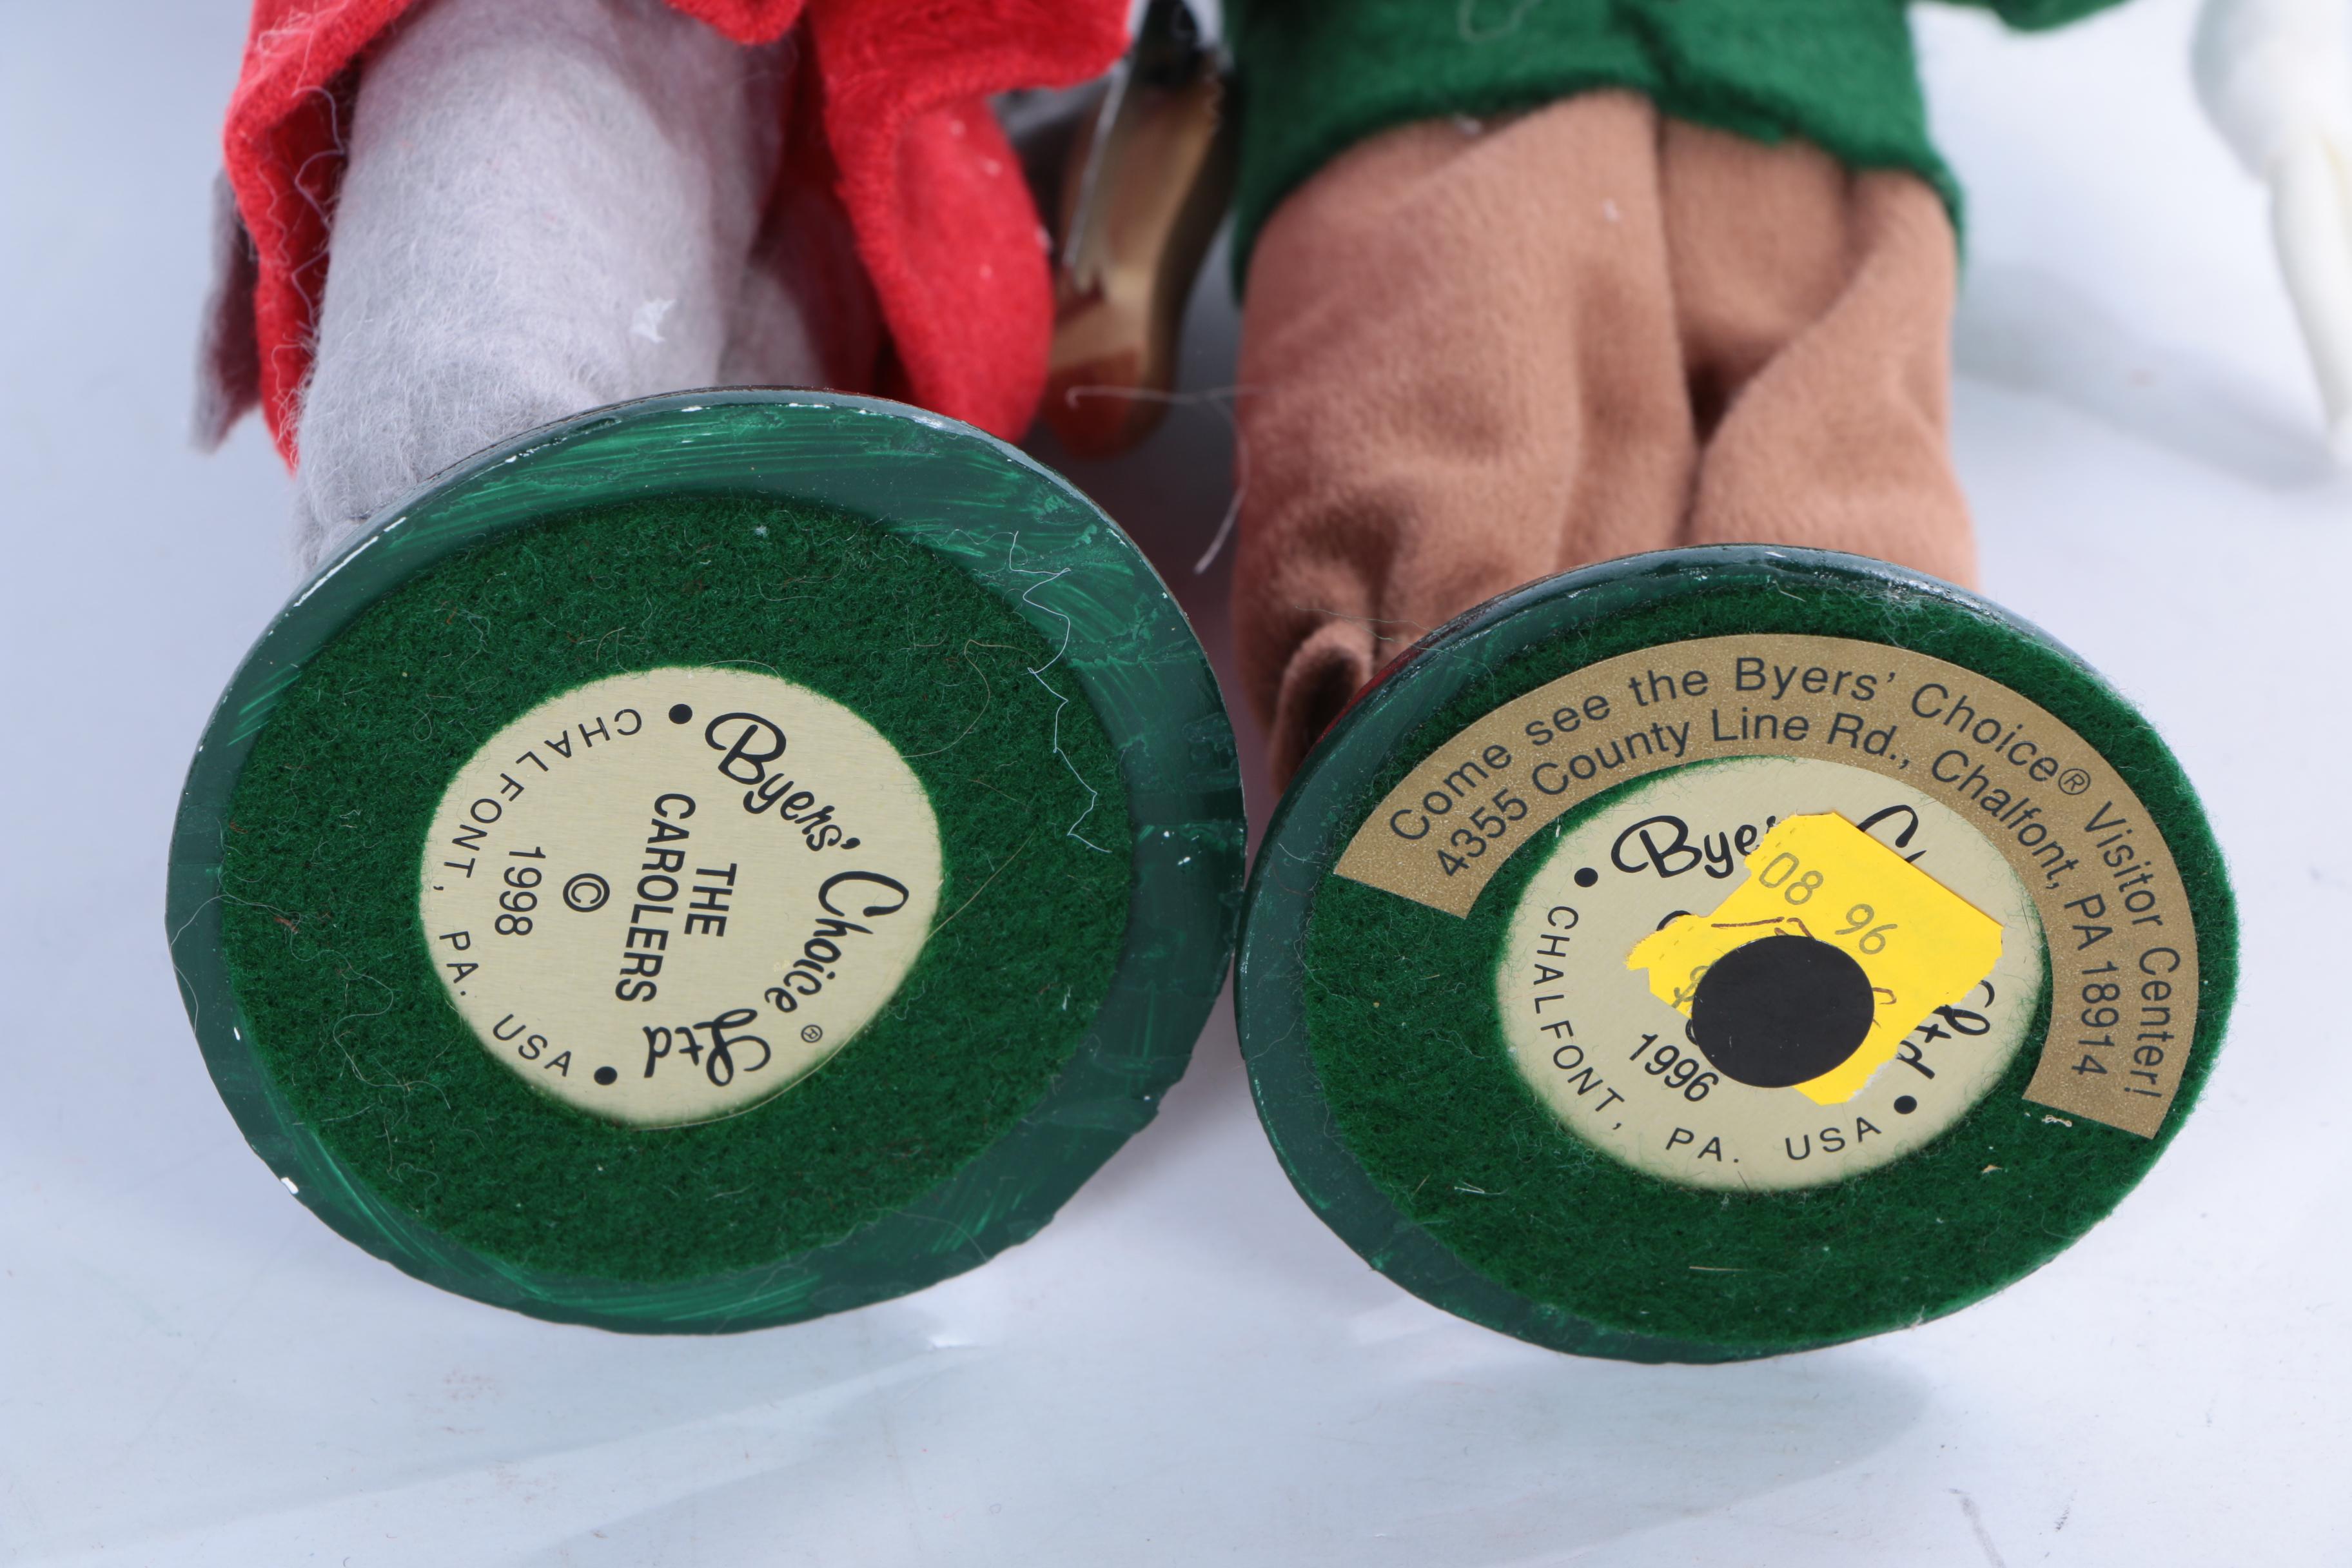 Byers' Choice ® Ltd
THE
CAROLERS
©
1998
• CHALFONT, PA. USA •
Come see the Byers' Choice® Visitor Center!
4355 County Line Rd., Chalfont, PA 18914
Ltd
08 96
1996
• CHALFONT, PA. USA •